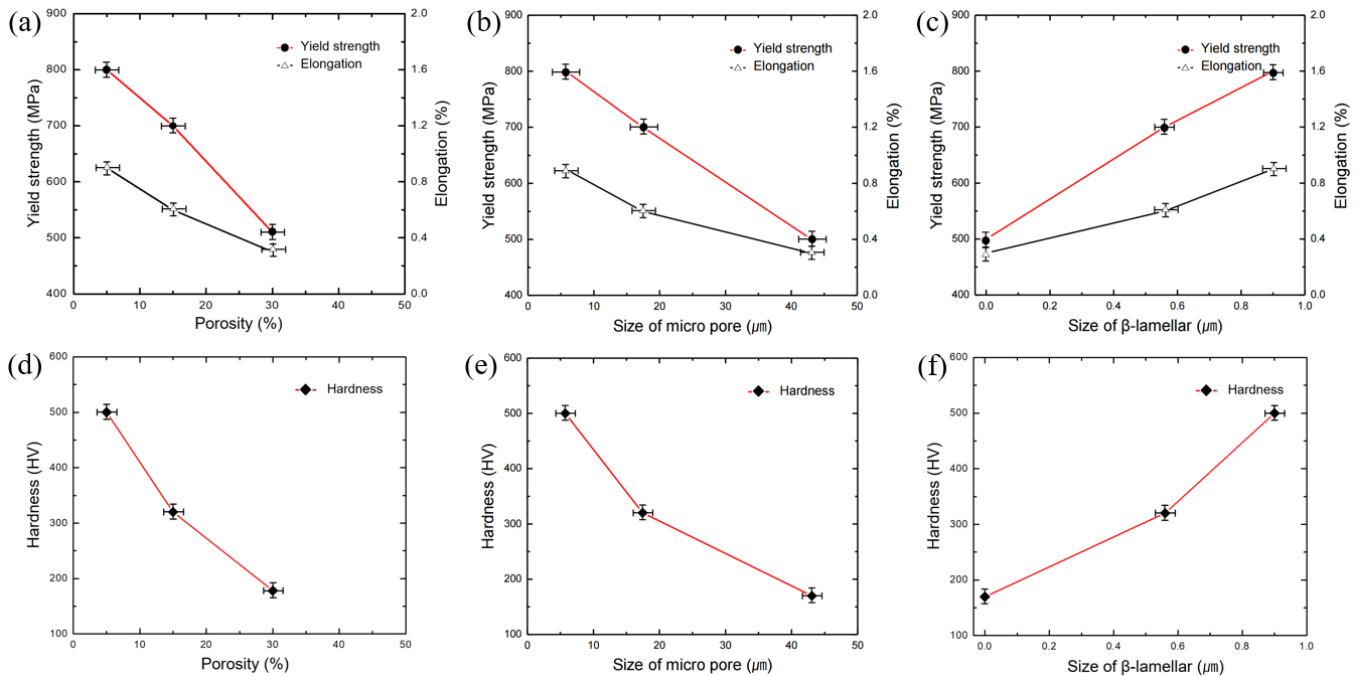 (a)
Yield strength
Elongation
Yield strength (MPa)
900
800
700
600
500
400
2.0
1.6
1.2
0.8
0.4
0.0
Elongation (%)
0 10 20 30 40 50
Porosity (%)
(b)
Yield strength
Elongation
Yield strength (MPa)
900
800
700
600
500
400
2.0
1.6
1.2
0.8
0.4
0.0
Elongation (%)
0 10 20 30 40 50
Size of micro pore (㎛)
(c)
Yield strength
Elongation
Yield strength (MPa)
900
800
700
600
500
400
2.0
1.6
1.2
0.8
0.4
0.0
Elongation (%)
0.0 0.2 0.4 0.6 0.8 1.0
Size of β-lamellar (㎛)
(d)
Hardness
Hardness (HV)
600
500
400
300
200
100
0 10 20 30 40 50
Porosity (%)
(e)
Hardness
Hardness (HV)
600
500
400
300
200
100
0 10 20 30 40 50
Size of micro pore (㎛)
(f)
Hardness
Hardness (HV)
600
500
400
300
200
100
0.0 0.2 0.4 0.6 0.8 1.0
Size of β-lamellar (㎛)